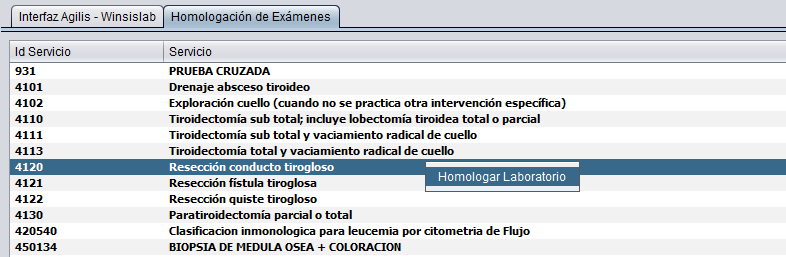 Interfaz Agilis - Winsislab Homologación de Exámenes
Id Servicio Servicio
931 PRUEBA CRUZADA
4101 Drenaje absceso tiroideo
4102 Exploración cuello (cuando no se practica otra intervención específica)
4110 Tiroidectomía sub total; incluye lobectomía tiroidea total o parcial
4111 Tiroidectomía sub total y vaciamiento radical de cuello
4113 Tiroidectomía total y vaciamiento radical de cuello
4120 Resección conducto tirogloso
Homologar Laboratorio
4121 Resección fístula tiroglosa
4122 Resección quiste tirogloso
4130 Paratiroidectomía parcial o total
420540 Clasificacion inmonologica para leucemia por citometria de Flujo
450134 BIOPSIA DE MEDULA OSEA + COLORACION